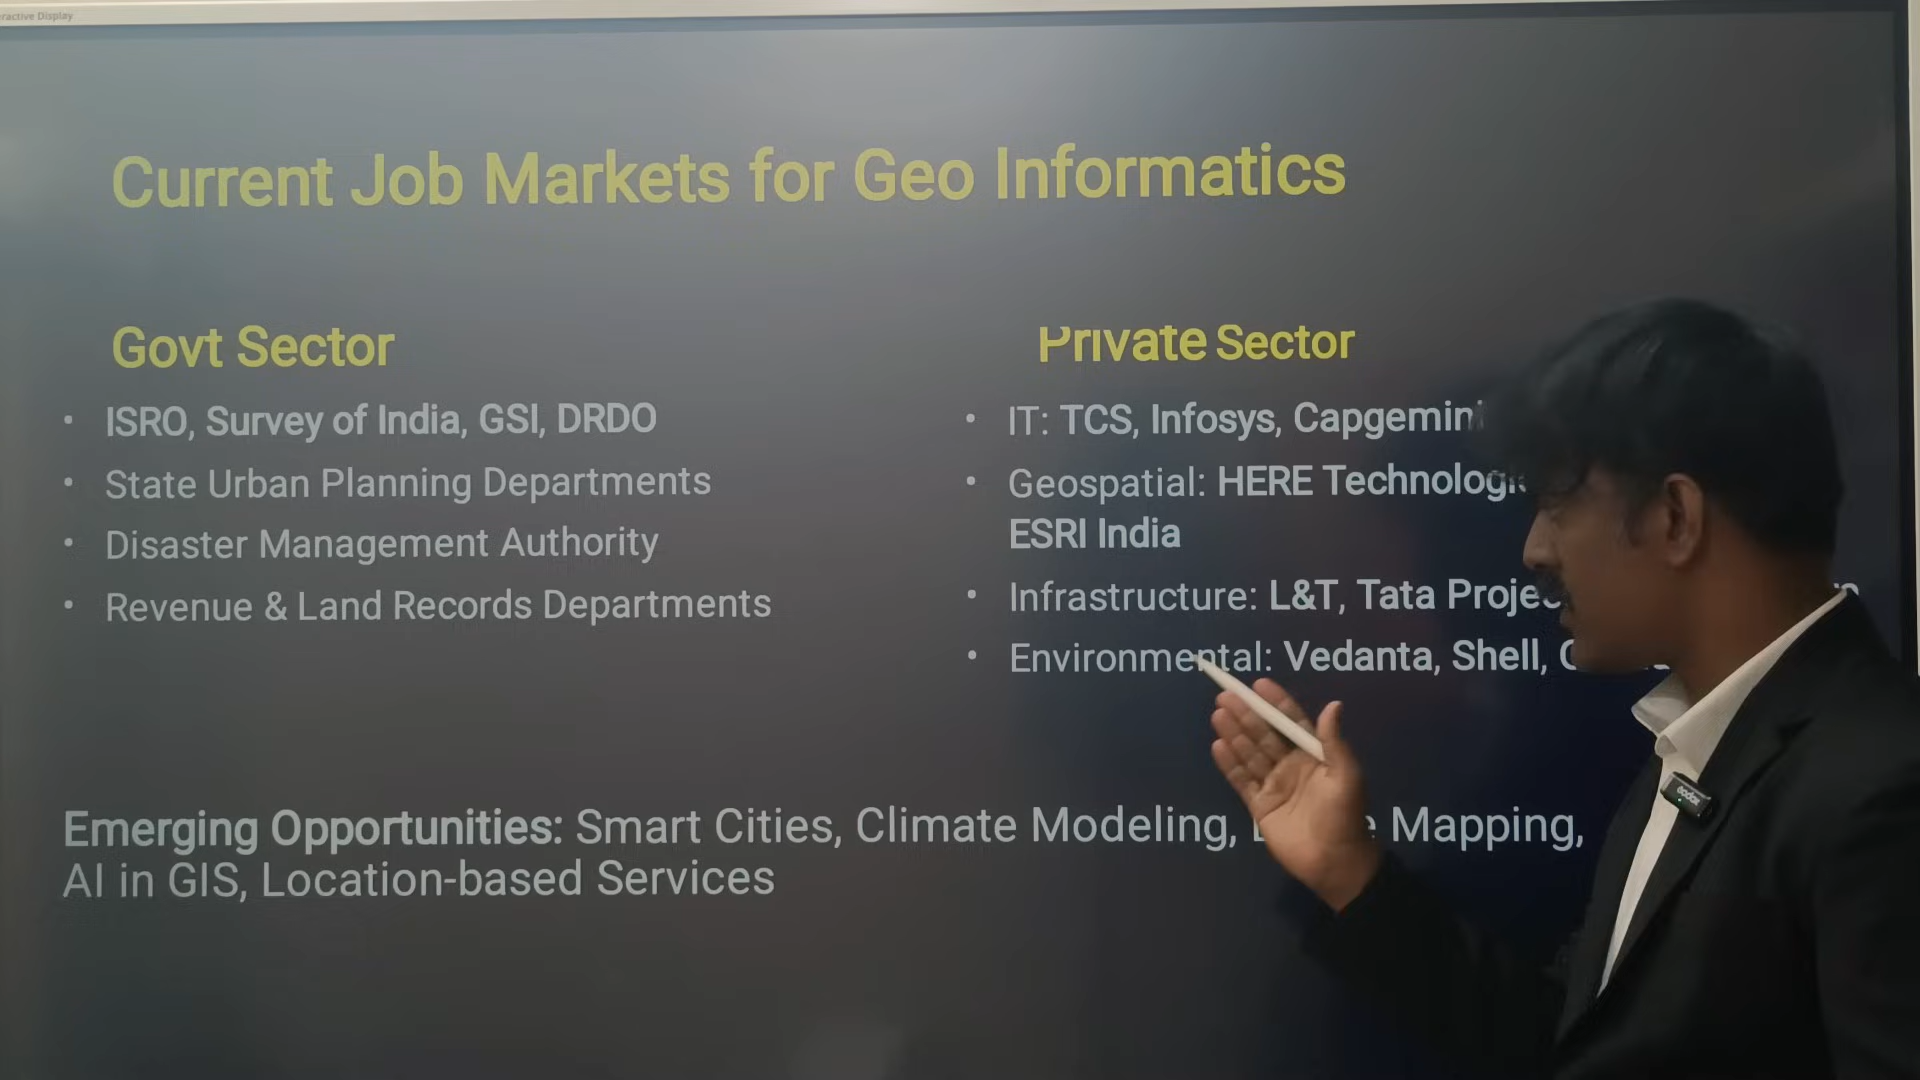 ractive Display
Current Job Markets for Geo Informatics
Govt Sector
• ISRO, Survey of India, GSI, DRDO
• State Urban Planning Departments
• Disaster Management Authority
• Revenue & Land Records Departments
Private Sector
• IT: TCS, Infosys, Capgemini
• Geospatial: HERE
ESRI India
• Infrastructure: L&T, Tata
• Environmental: Vedanta, Shell,
Emerging Opportunities: Smart Cities, Climate Modeling, Mapping,
AI in GIS, Location-based Services
Godox